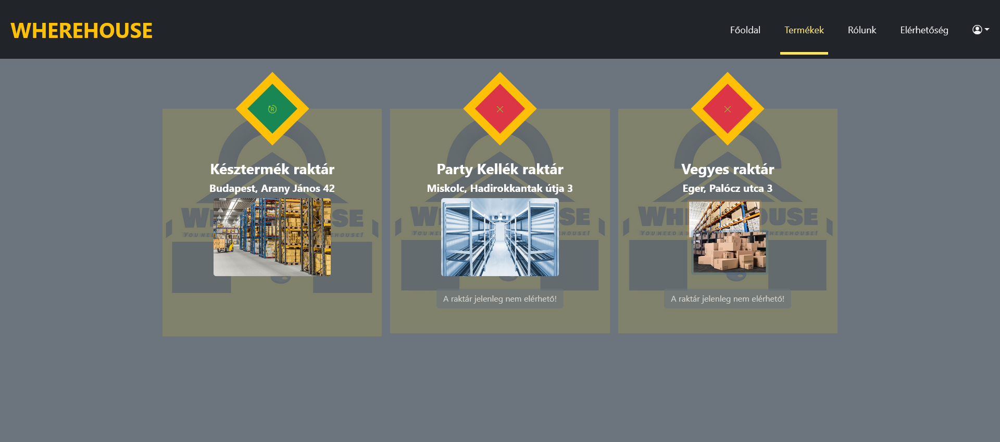 WHEREHOUSE
Főoldal
Termékek
Rólunk
Elérhetőség
Késztermék raktár
Budapest, Arany János 42
Party Kellék raktár
Miskolc, Hadirokkantak útja 3
A raktár jelenleg nem elérhető!
Vegyes raktár
Eger, Palócz utca 3
A raktár jelenleg nem elérhető!